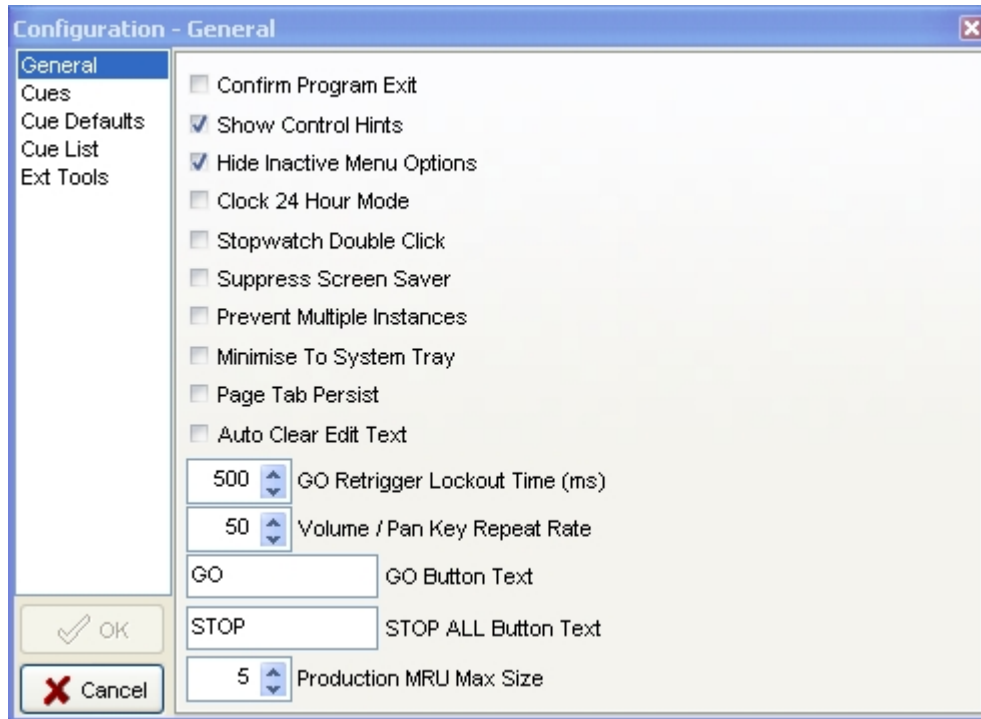 Configuration - General
General
Cues
Cue Defaults
Cue List
Ext Tools
OK
Cancel
Confirm Program Exit
Show Control Hints
Hide Inactive Menu Options
Clock 24 Hour Mode
Stopwatch Double Click
Suppress Screen Saver
Prevent Multiple Instances
Minimise To System Tray
Page Tab Persist
Auto Clear Edit Text
500 GO Retrigger Lockout Time (ms)
50 Volume / Pan Key Repeat Rate
GO GO Button Text
STOP STOP ALL Button Text
5 Production MRU Max Size